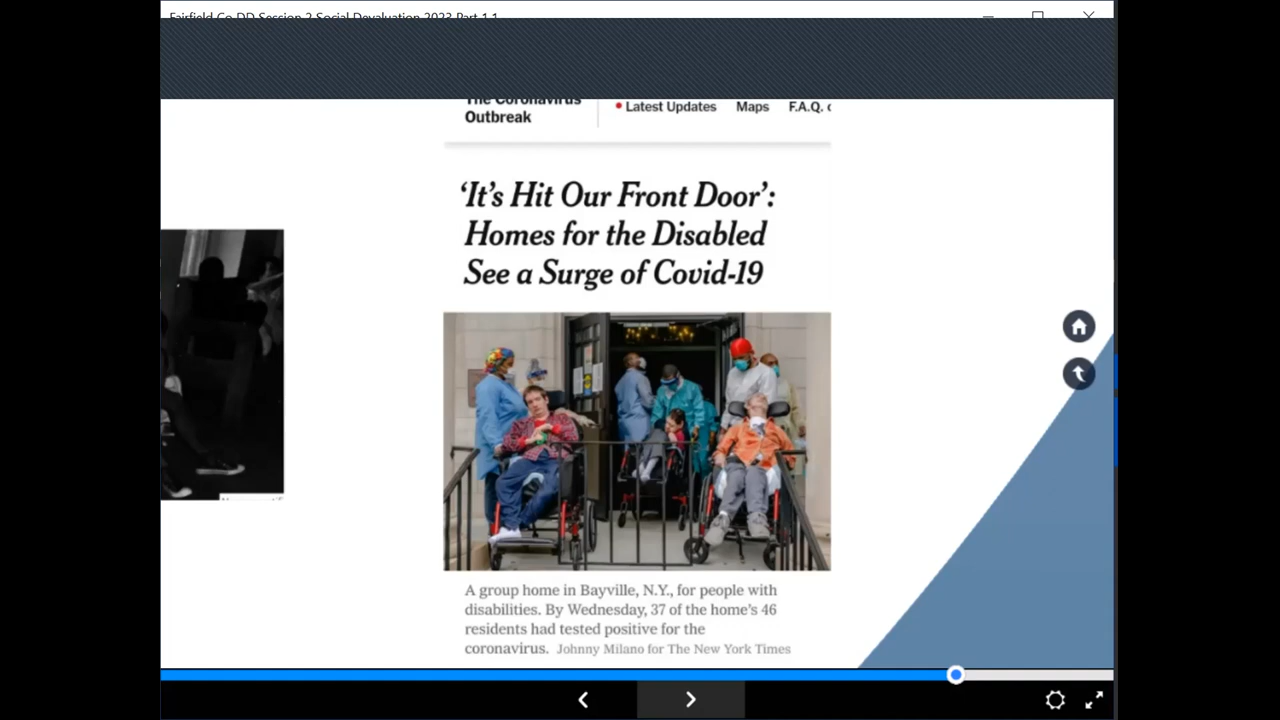 Fairfield Co DD Session 2 Social Devaluation 2023 Part 1 1
The Coronavirus
Outbreak
Latest Updates Maps F.A.Q.
‘It’s Hit Our Front Door’:
Homes for the Disabled
See a Surge of Covid-19
A group home in Bayville, N.Y., for people with
disabilities. By Wednesday, 37 of the home’s 46
residents had tested positive for the
coronavirus. Johnny Milano for The New York Times